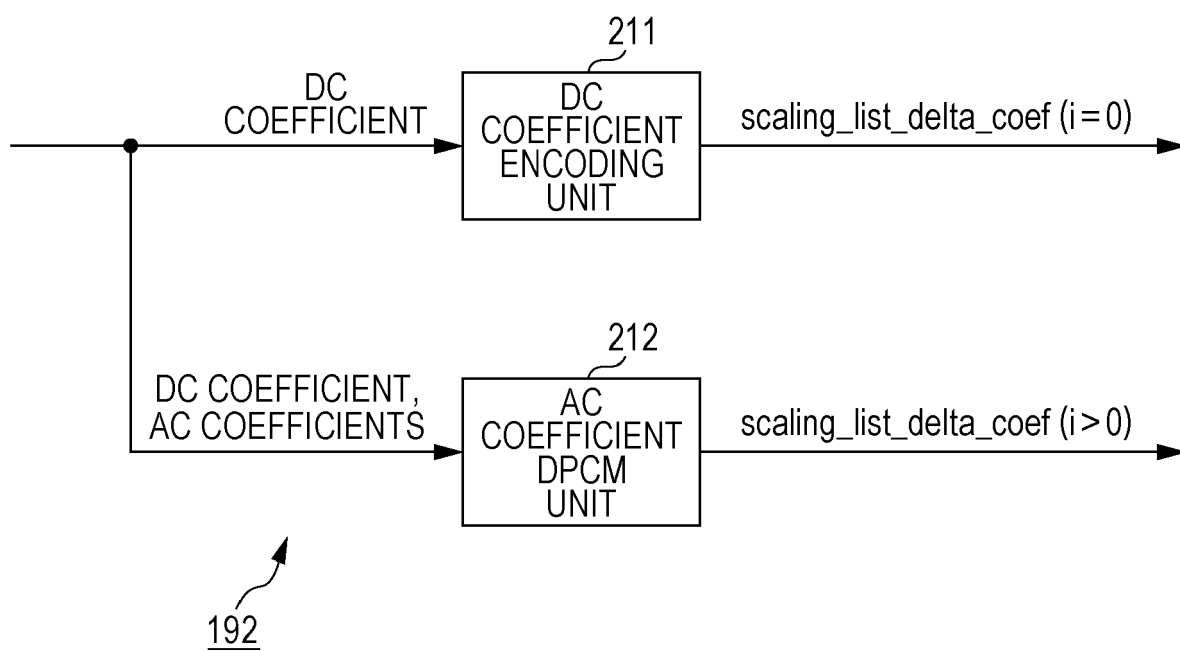 211
DC
COEFFICIENT
DC
COEFFICIENT
ENCODING
UNIT
scaling_list_delta_coef (i=0)
212
DC COEFFICIENT,
AC COEFFICIENTS
AC
COEFFICIENT
DPCM
UNIT
scaling_list_delta_coef (i>0)
192